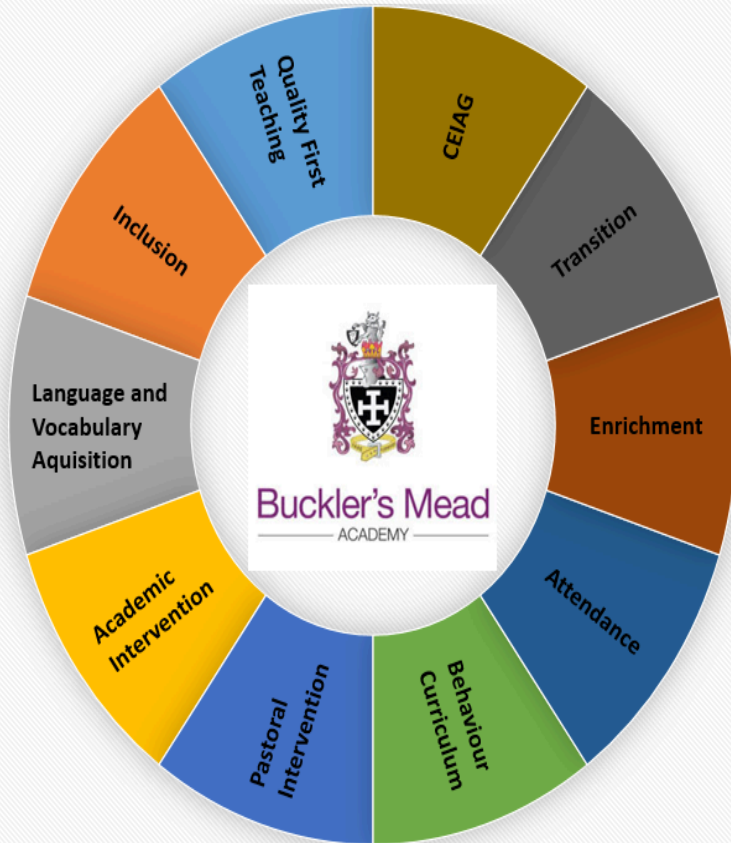 Quality First
Teaching
CEIAG
Transition
Enrichment
Attendance
Behaviour
Curriculum
Pastoral
Intervention
Academic
Intervention
Language and
Vocabulary
Aquisition
Inclusion
Buckler's Mead
ACADEMY